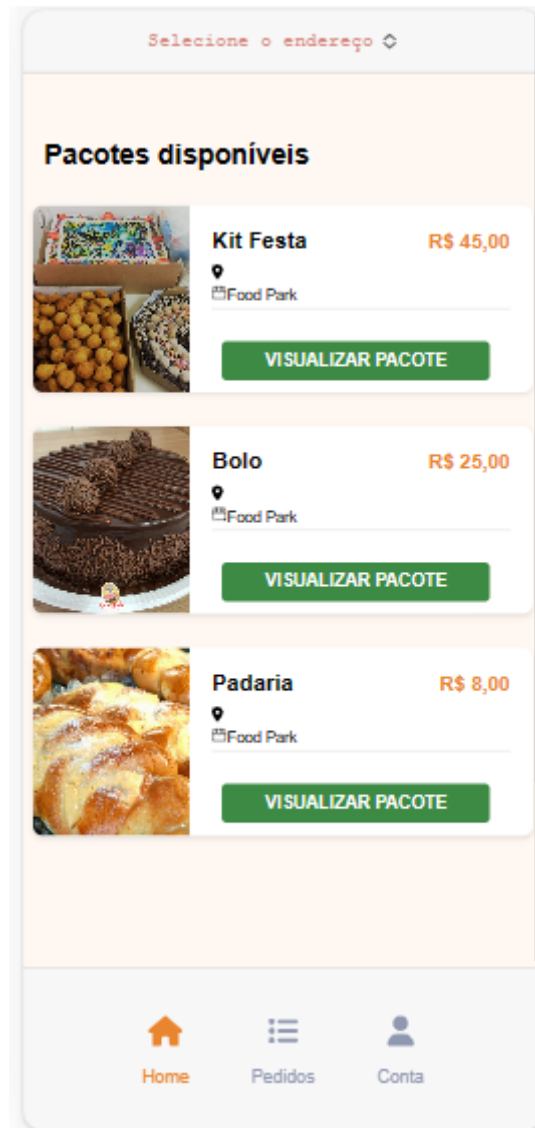 Selecione o endereço
Pacotes disponíveis
Kit Festa
R$ 45,00
Food Park
VISUALIZAR PACOTE
Bolo
R$ 25,00
Food Park
VISUALIZAR PACOTE
Padaria
R$ 8,00
Food Park
VISUALIZAR PACOTE
Home
Pedidos
Conta